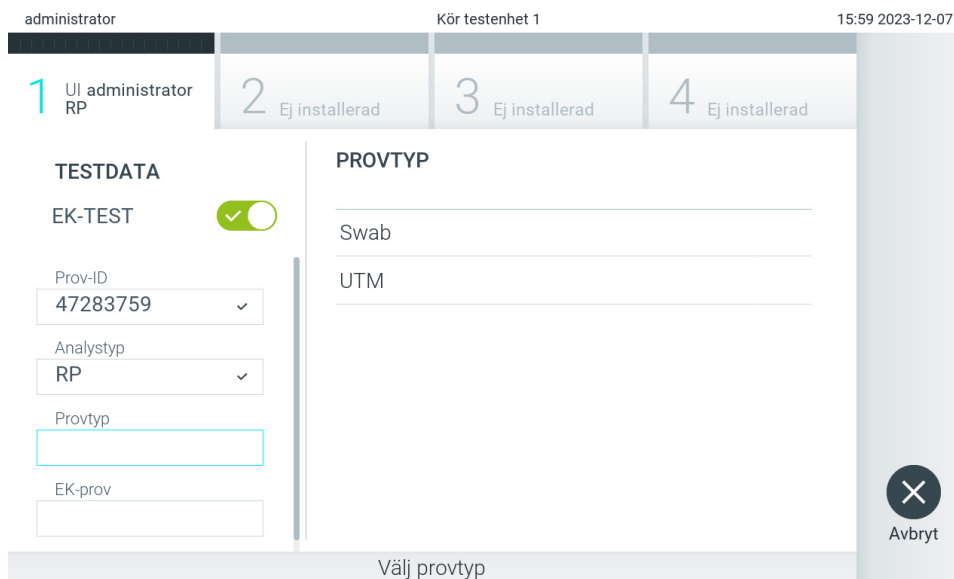 administrator
Kör testenhet 1
15:59 2023-12-07
1 UI administrator
RP
2 Ej installerad
3 Ej installerad
4 Ej installerad
TESTDATA
EK-TEST
Prov-ID
47283759
Analystyp
RP
Provtyp
EK-prov
PROVTYP
Swab
UTM
Avbryt
Välj provtyp